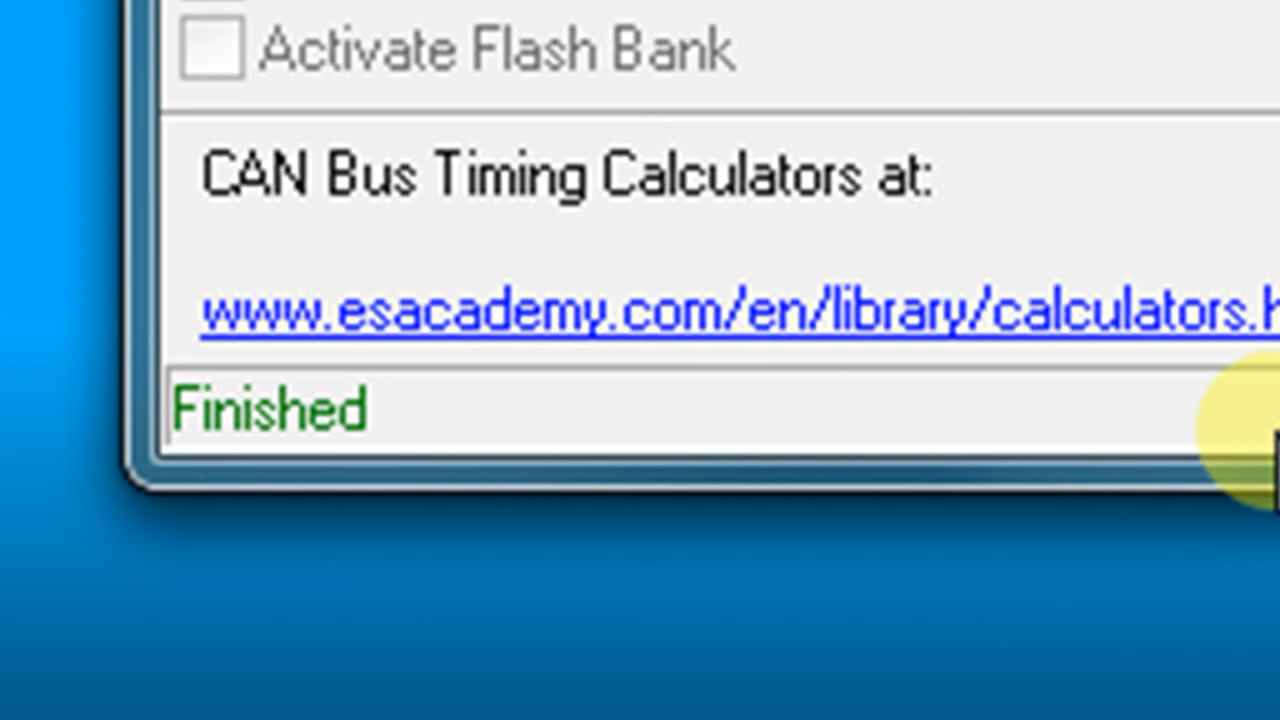 Activate Flash Bank
CAN Bus Timing Calculators at:
www.esacademy.com/en/library/calculators.h
Finished